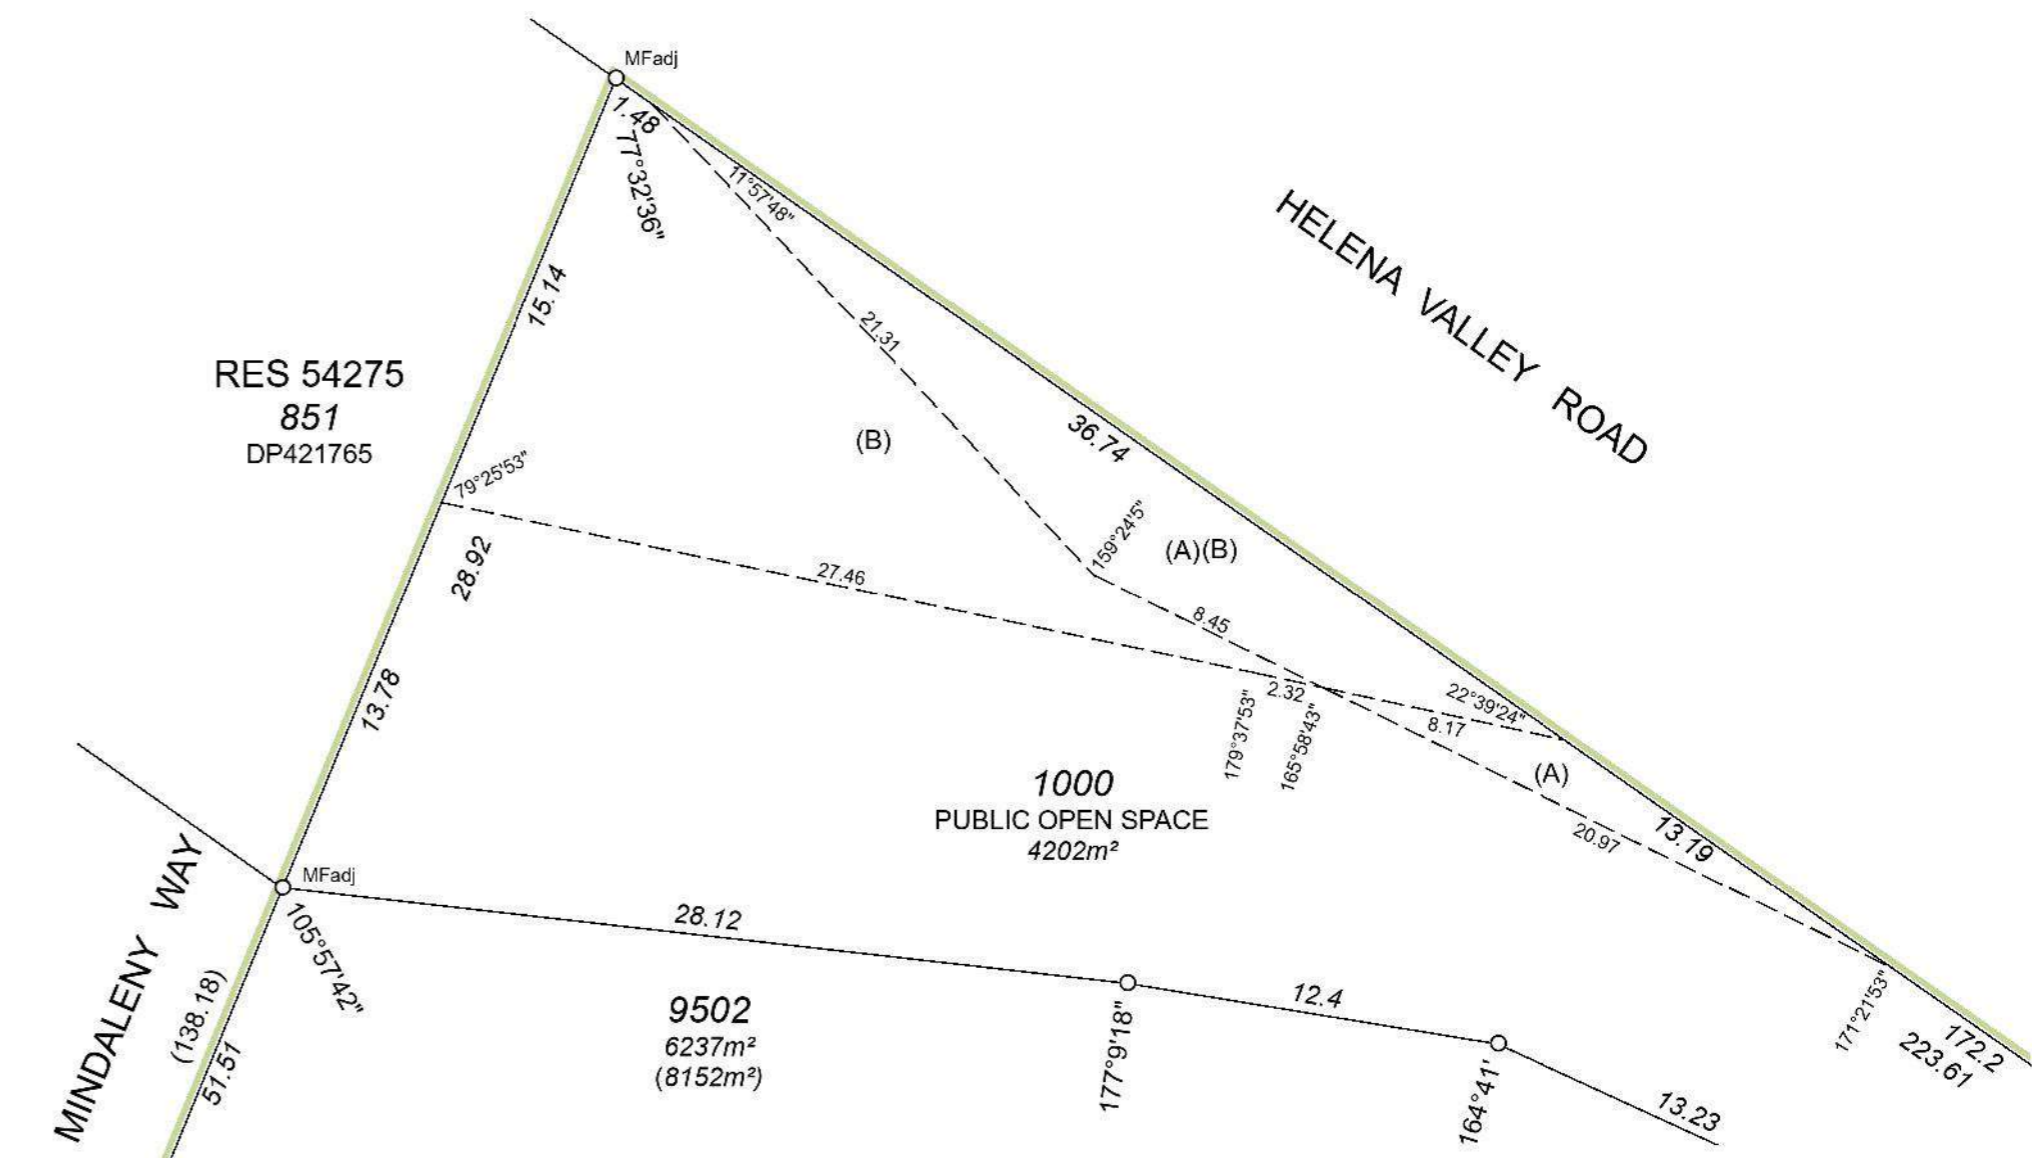 MFadj
1.48
77°32'36"
11°57'48"
HELENA VALLEY ROAD
15.14
21.31
RES 54275
851
DP421765
(B)
36.74
79°25'53"
28.92
27.46
159°24'5"
(A)(B)
8.45
13.78
2.32
179°37'53"
165°58'43"
22°39'24"
8.17
(A)
1000
PUBLIC OPEN SPACE
4202m²
13.19
20.97
MINDALENY WAY
MFadj
105°57'42"
28.12
(138.18)
51.51
9502
6237m²
(8152m²)
177°9'18"
12.4
164°41'
13.23
171°21'53"
172.2
223.61